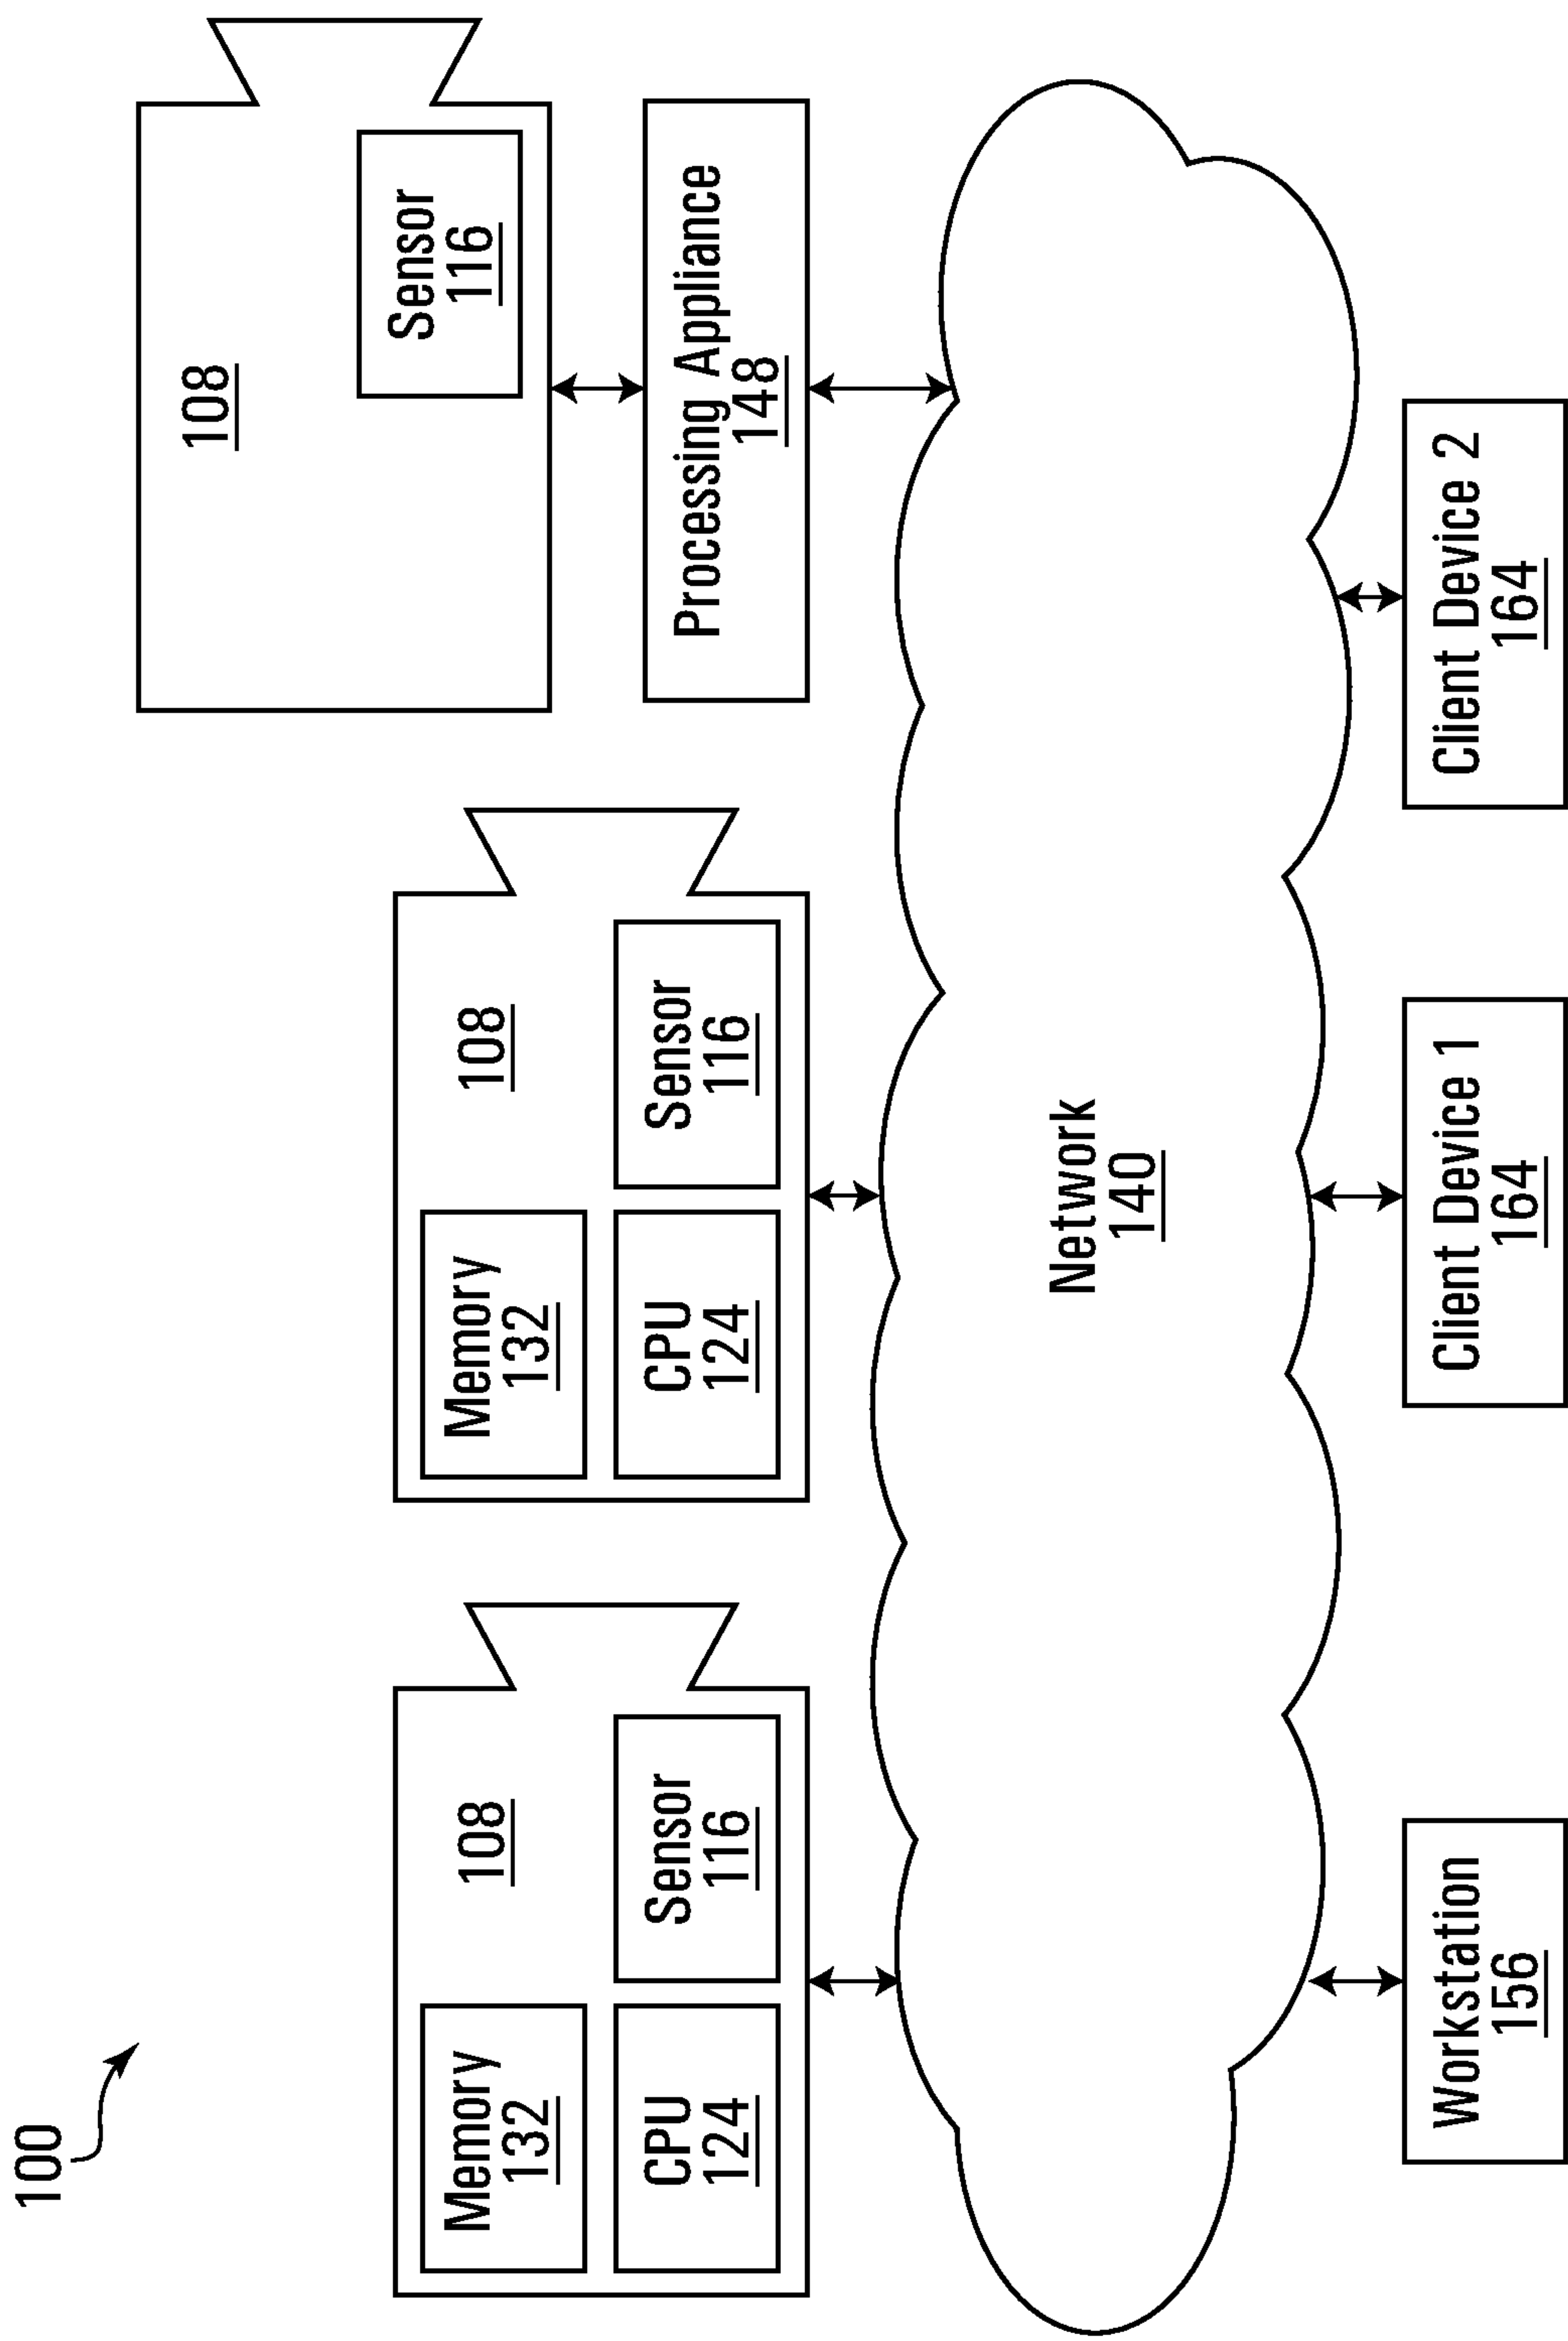 100
108
Memory
132
CPU
124
Sensor
116
108
Memory
132
CPU
124
Sensor
116
108
Sensor
116
Processing Appliance
148
Network
140
Workstation
156
Client Device 1
164
Client Device 2
164